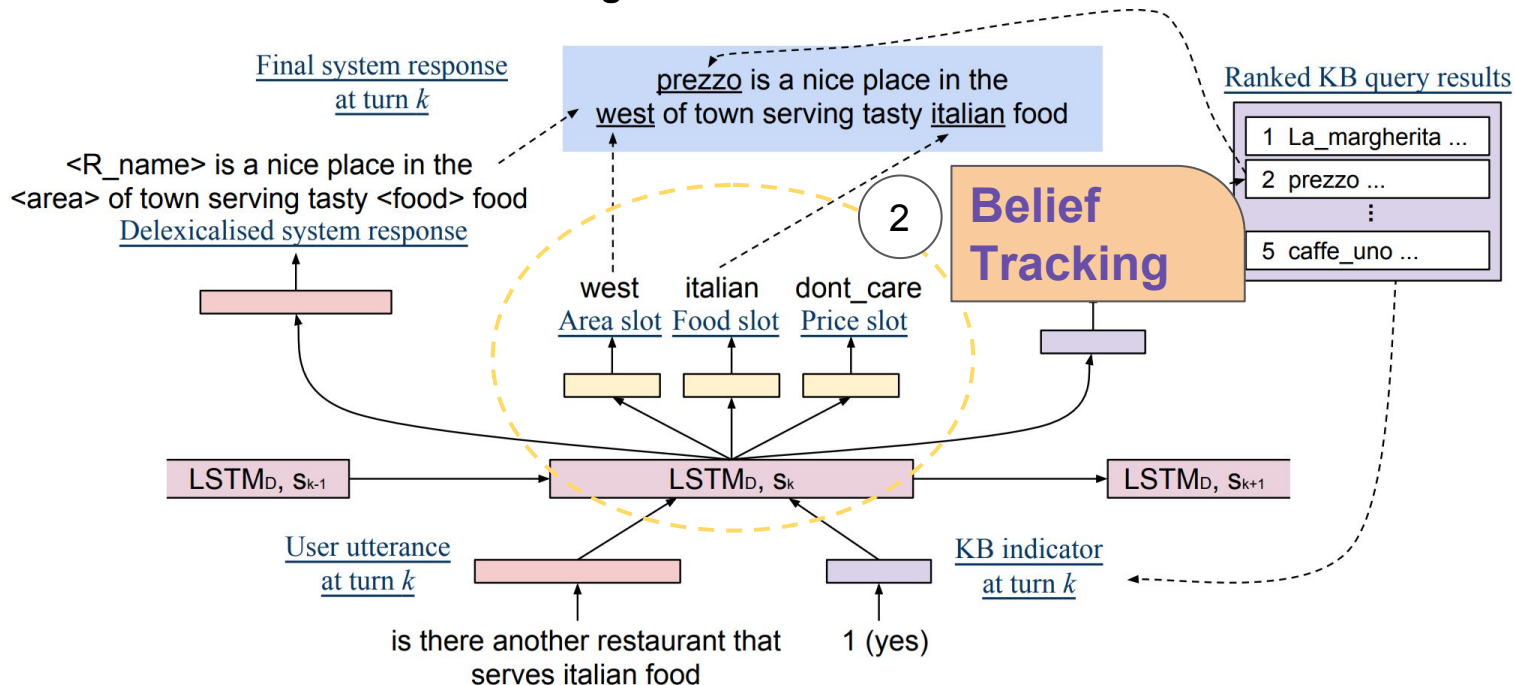 Final system response
at turn k
prezzo is a nice place in the
west of town serving tasty italian food
Ranked KB query results
1 La_margherita ...
2 prezzo ...
⋮
5 caffe_uno ...
<R_name> is a nice place in the
<area> of town serving tasty <food> food
Delexicalised system response
2
Belief
Tracking
west italian dont_care
Area slot Food slot Price slot
LSTMD, sk-1 LSTMD, sk LSTMD, sk+1
User utterance
at turn k
KB indicator
at turn k
is there another restaurant that
serves italian food
1 (yes)